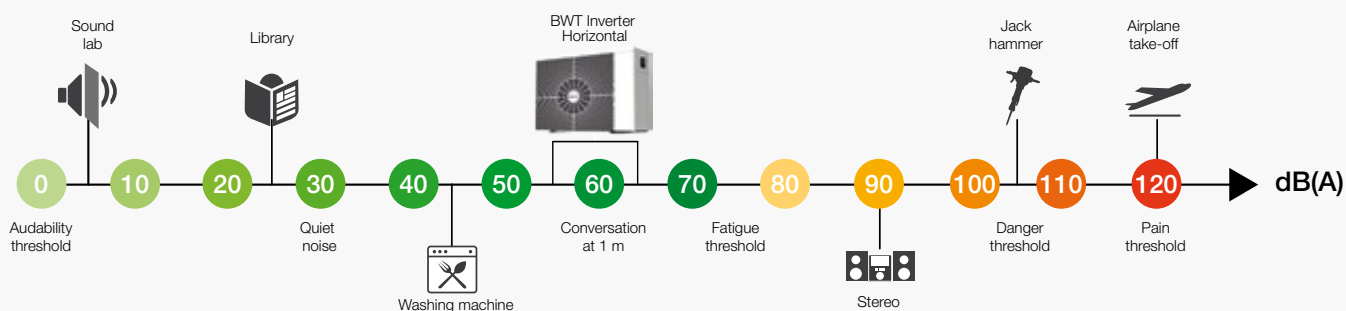 Sound
lab
Library
BWT Inverter
Horizontal
Jack
hammer
Airplane
take-off
0
10
20
30
40
50
60
70
80
90
100
110
120
dB(A)
Audability
threshold
Quiet
noise
Conversation
at 1 m
Fatigue
threshold
Danger
threshold
Pain
threshold
Washing machine
Stereo